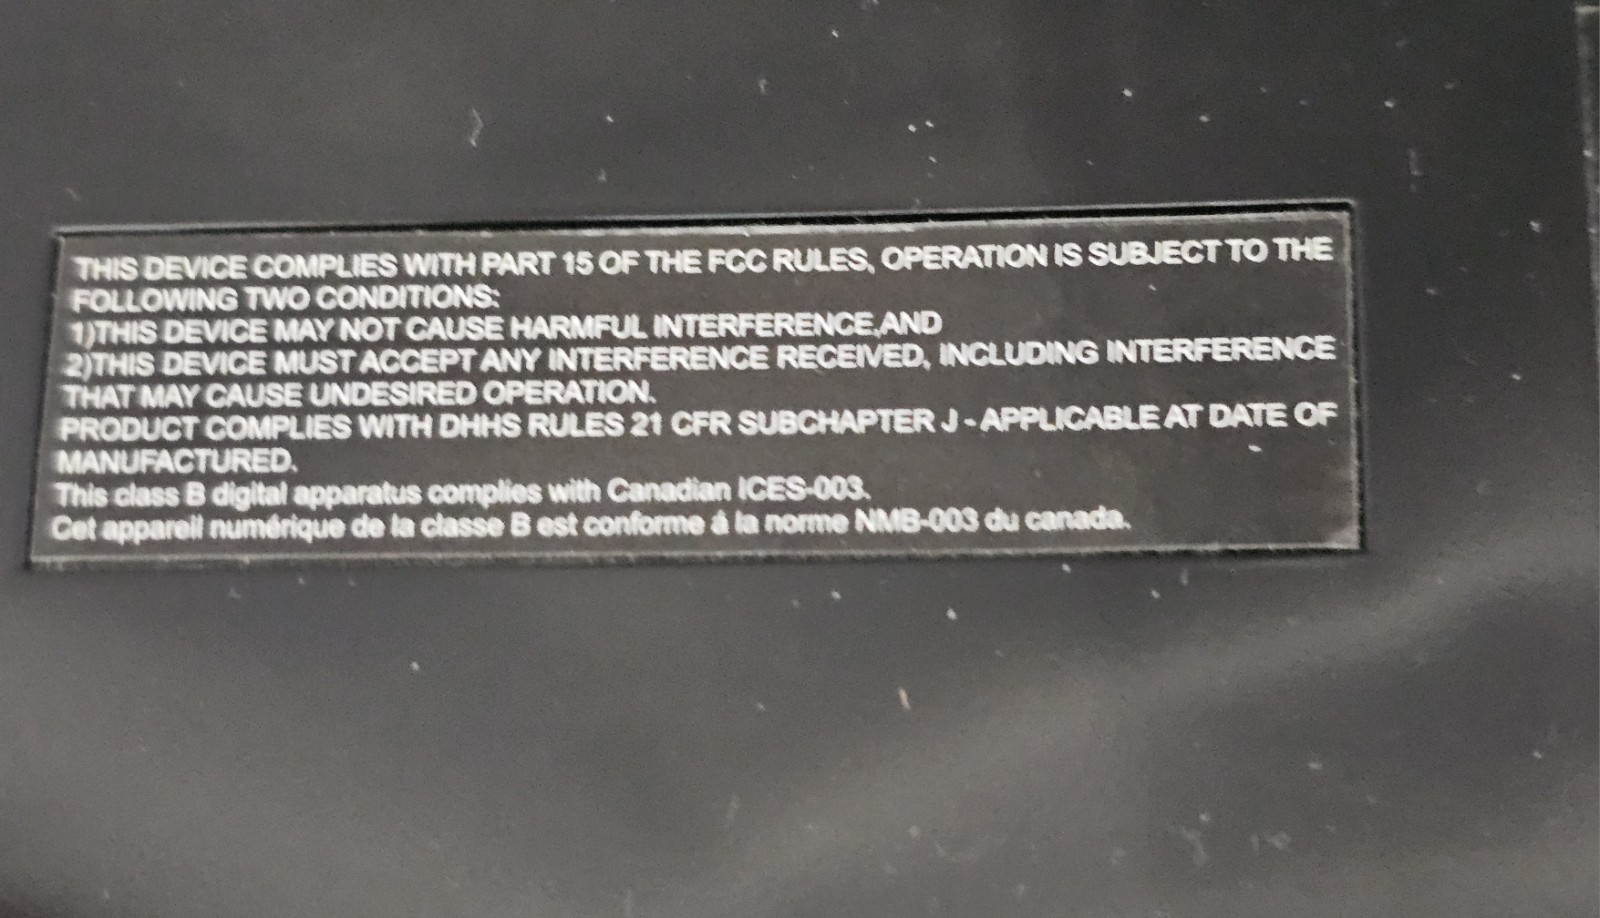 THIS DEVICE COMPLIES WITH PART 15 OF THE FCC RULES, OPERATION IS SUBJECT TO THE
FOLLOWING TWO CONDITIONS:
1)THIS DEVICE MAY NOT CAUSE HARMFUL INTERFERENCE,AND
2)THIS DEVICE MUST ACCEPT ANY INTERFERENCE RECEIVED, INCLUDING INTERFERENCE
THAT MAY CAUSE UNDESIRED OPERATION.
PRODUCT COMPLIES WITH DHHS RULES 21 CFR SUBCHAPTER J - APPLICABLE AT DATE OF
MANUFACTURED.
This class B digital apparatus complies with Canadian ICES-003.
Cet appareil numérique de la classe B est conforme á la norme NMB-003 du canada.